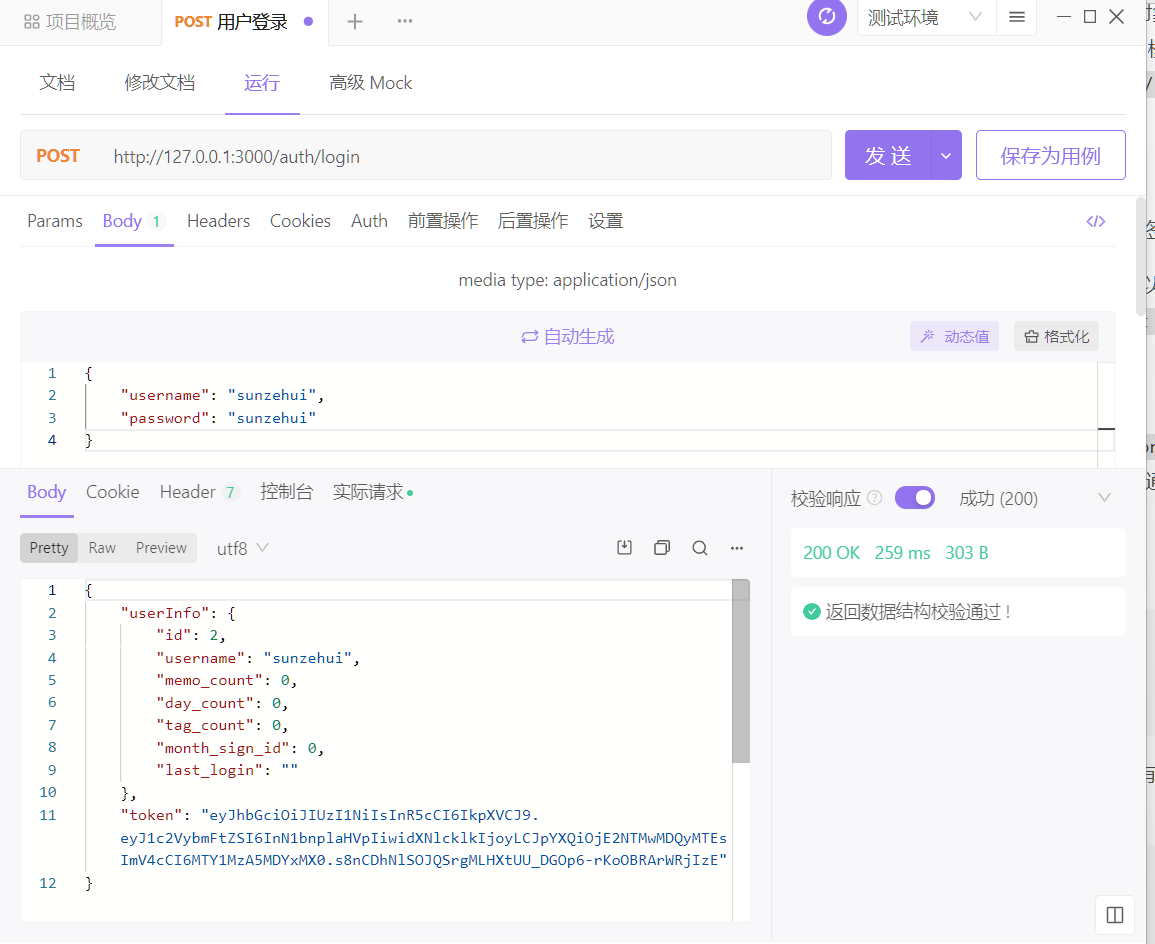 项目概览
POST 用户登录
测试环境
文档 修改文档 运行 高级 Mock
POST http://127.0.0.1:3000/auth/login 发 送 保存为用例
Params Body 1 Headers Cookies Auth 前置操作 后置操作 设置
media type: application/json
自动生成 动态值 格式化
1 {
2 "username": "sunzehui",
3 "password": "sunzehui"
4 }
Body Cookie Header 7 控制台 实际请求
校验响应 成功 (200)
Pretty Raw Preview utf8
200 OK 259 ms 303 B
返回数据结构校验通过！
1 {
2 "userInfo": {
3 "id": 2,
4 "username": "sunzehui",
5 "memo_count": 0,
6 "day_count": 0,
7 "tag_count": 0,
8 "month_sign_id": 0,
9 "last_login": ""
10 },
11 "token": "eyJhbGciOiJIUzI1NiIsInR5cCI6IkpXVCJ9.
eyJ1c2VybmFtZSI6InN1bnplaHVpIiwidXNlcklkIjoyLCJpYXQiOjE2NTMwMDQyMTEs
ImV4cCI6MTY1MzA5MDYxMX0.s8nCDhNlSOJQSrgMLHXtUU_DGOp6-rKoOBRArWRjIzE"
12 }